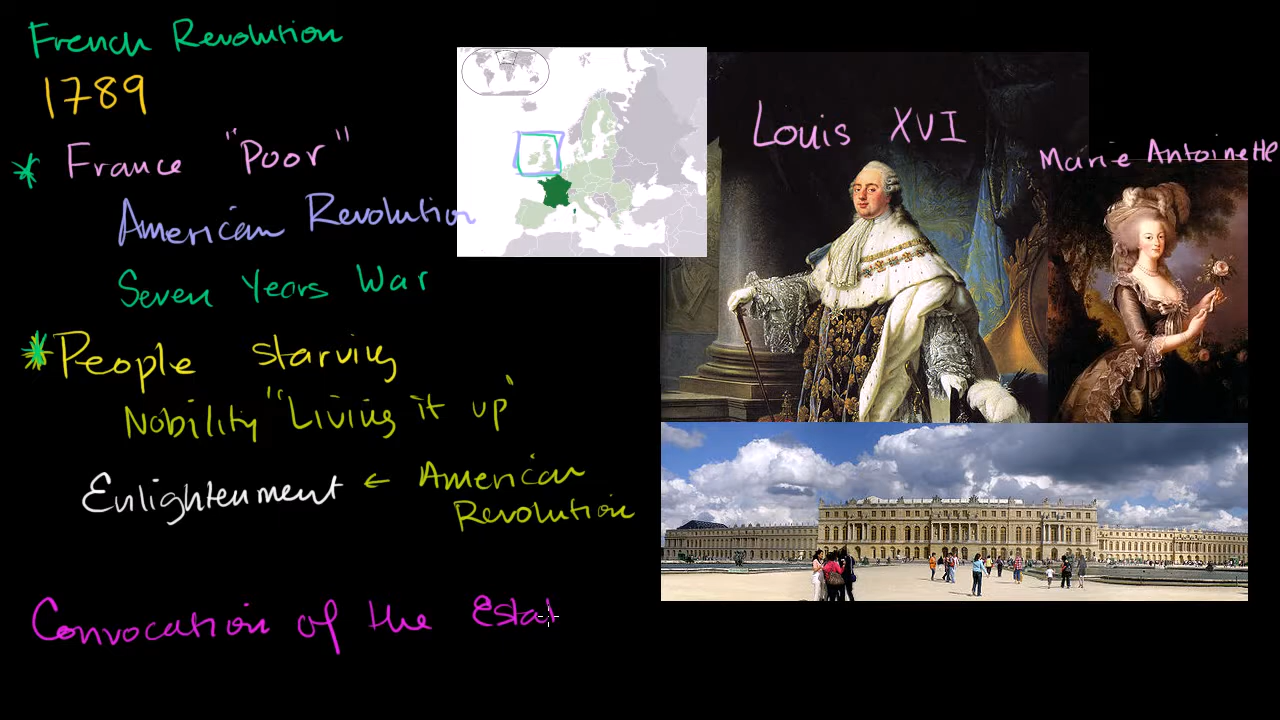 French Revolution
1789
* France "Poor"
American Revolution
Seven Years War
* People starving
Nobility "Living it up"
Enlightenment ← American
Revolution
Convocation of the Estat
Louis XVI
Marie Antoinette